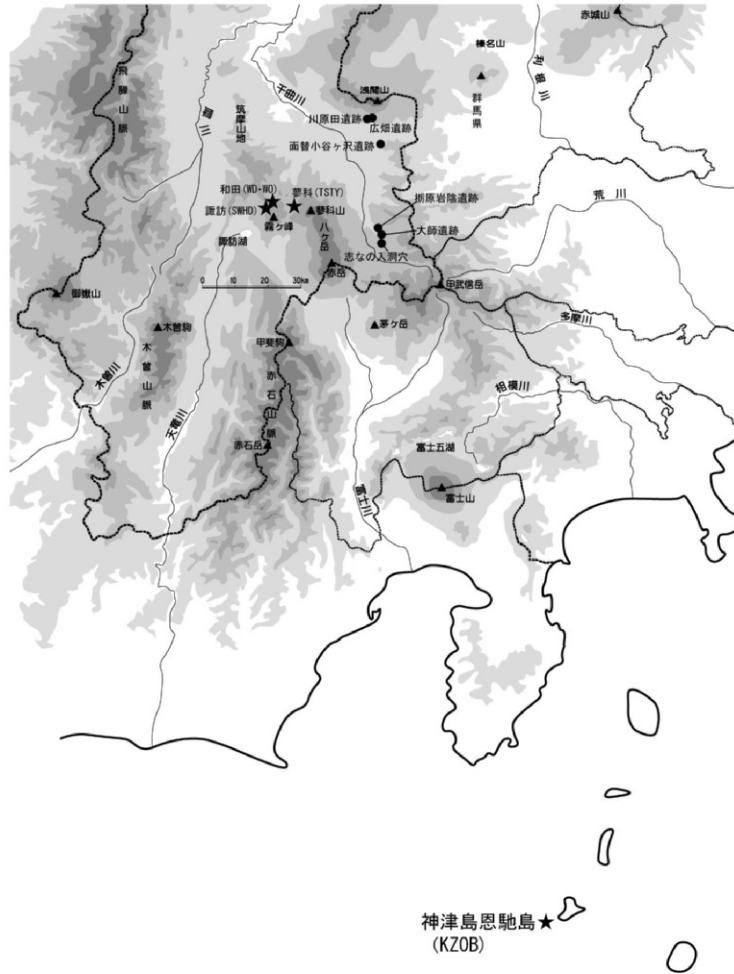 赤城山
榛名山
利根川
飛騨山脈
千曲川
浅間山
群馬県
犀川
筑摩山地
川原田遺跡
広畑遺跡
面替小谷ヶ沢遺跡
和田(WD・WO)
蓼科(TSTY)
栃原岩陰遺跡
荒川
諏訪(SWHD)
蓼科山
霧ヶ峰
大師遺跡
諏訪湖
八ヶ岳
志なの入洞穴
赤岳
0 10 20 30km
甲武信岳
御嶽山
木曽駒
茅ヶ岳
多摩川
甲斐駒
木曽山脈
木曽川
赤石山脈
相模川
天竜川
赤石岳
富士五湖
富士川
富士山
神津島恩馳島
(KZOB)